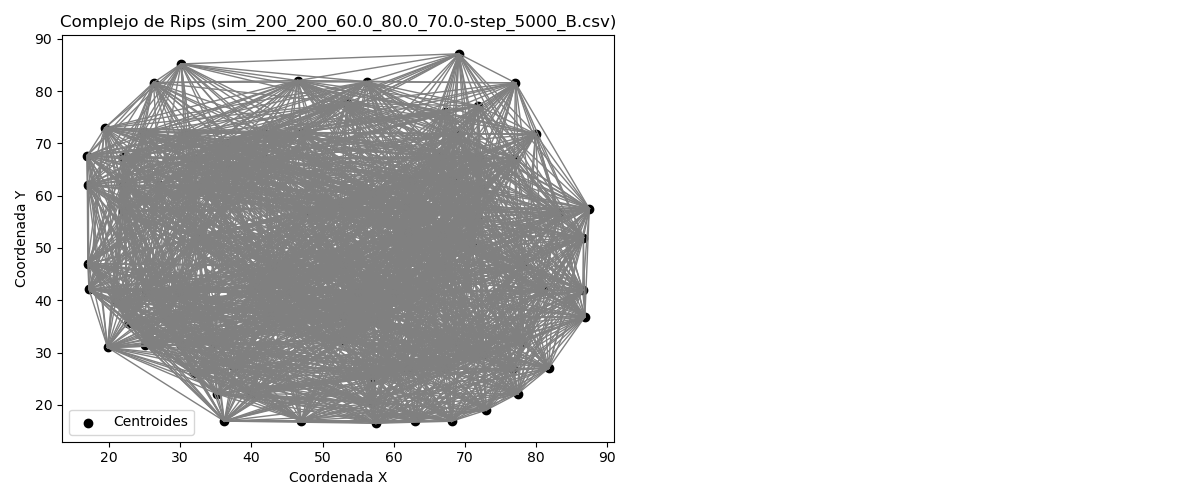 Complejo de Rips (sim_200_200_60.0_80.0_70.0-step_5000_B.csv)
90
80
70
60
50
40
30
20
Coordenada Y
Centroides
20 30 40 50 60 70 80 90
Coordenada X